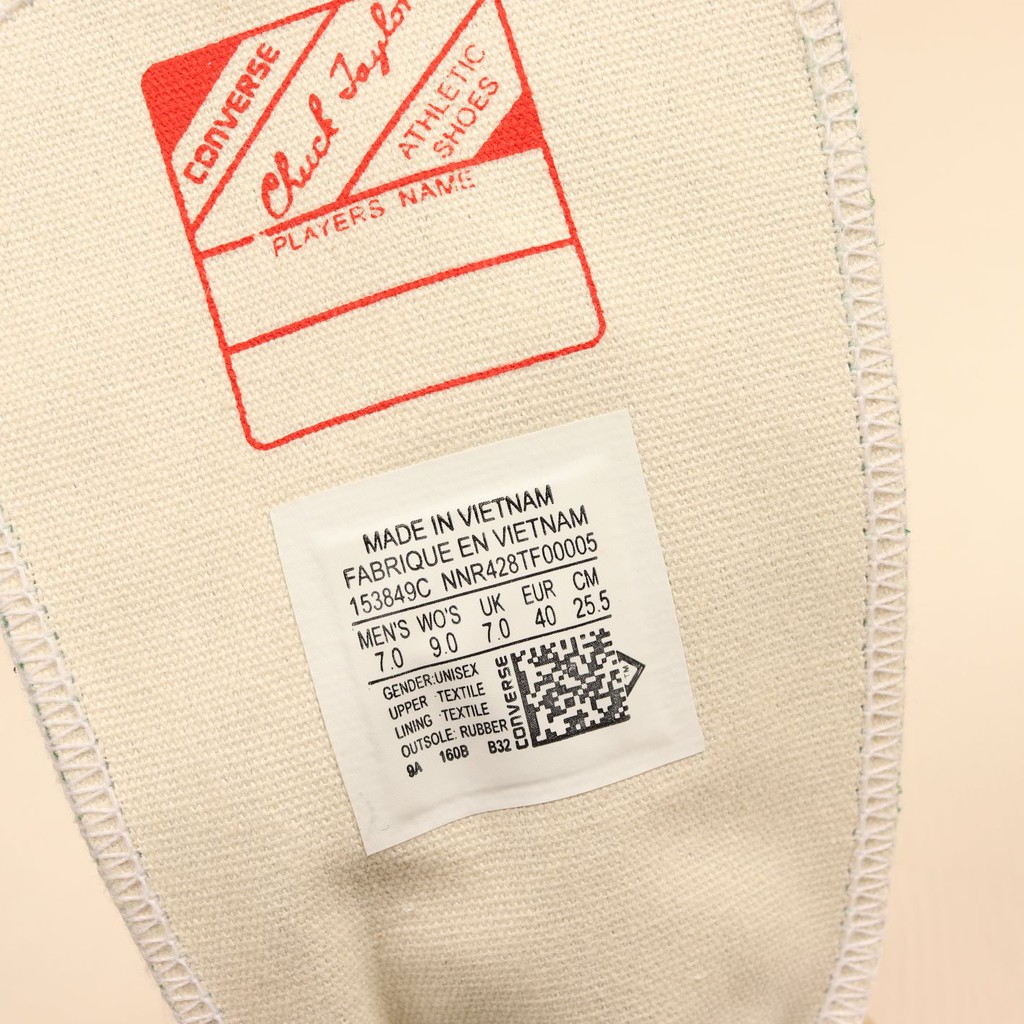 CONVERSE
Chuck Taylor
ATHLETIC
SHOES
PLAYERS NAME
MADE IN VIETNAM
FABRIQUE EN VIETNAM
153849C NNR428TF00005
MEN'S WO'S UK EUR CM
7.0 9.0 7.0 40 25.5
GENDER:UNISEX
UPPER :TEXTILE
LINING :TEXTILE
OUTSOLE: RUBBER
9A 160B B32
CONVERSE